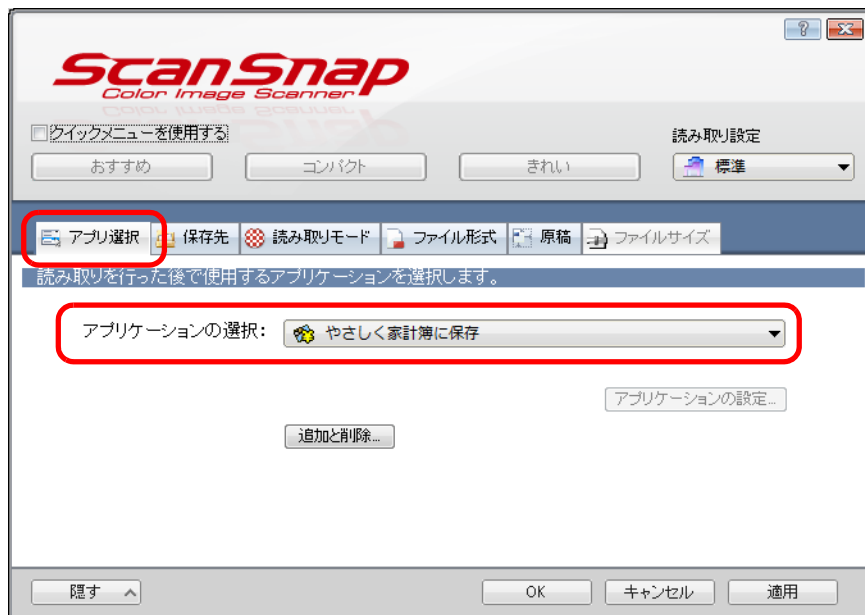 ScanSnap
Color Image Scanner
クイックメニューを使用する
読み取り設定
おすすめ
コンパクト
きれい
標準
アプリ選択
保存先
読み取りモード
ファイル形式
原稿
ファイルサイズ
読み取りを行った後で使用するアプリケーションを選択します。
アプリケーションの選択:
やさしく家計簿に保存
アプリケーションの設定...
追加と削除...
隠す
OK
キャンセル
適用